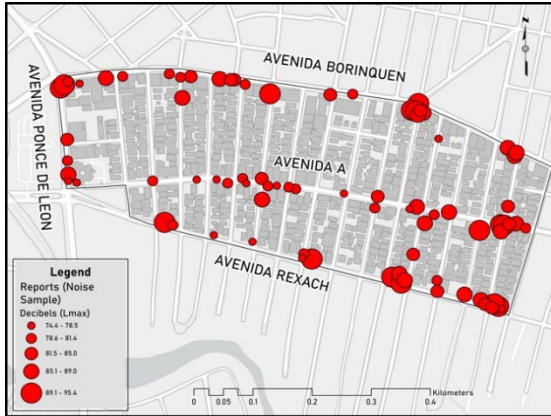 AVENIDA BORINQUEN
AVENIDA PONCE DE LEON
AVENIDA A
AVENIDA REXACH
Legend
Reports (Noise
Sample)
Decibels (Lmax)
74.4 - 78.5
78.6 - 81.4
81.5 - 85.0
85.1 - 89.0
89.1 - 95.4
Kilometers
0 0.05 0.1 0.2 0.3 0.4